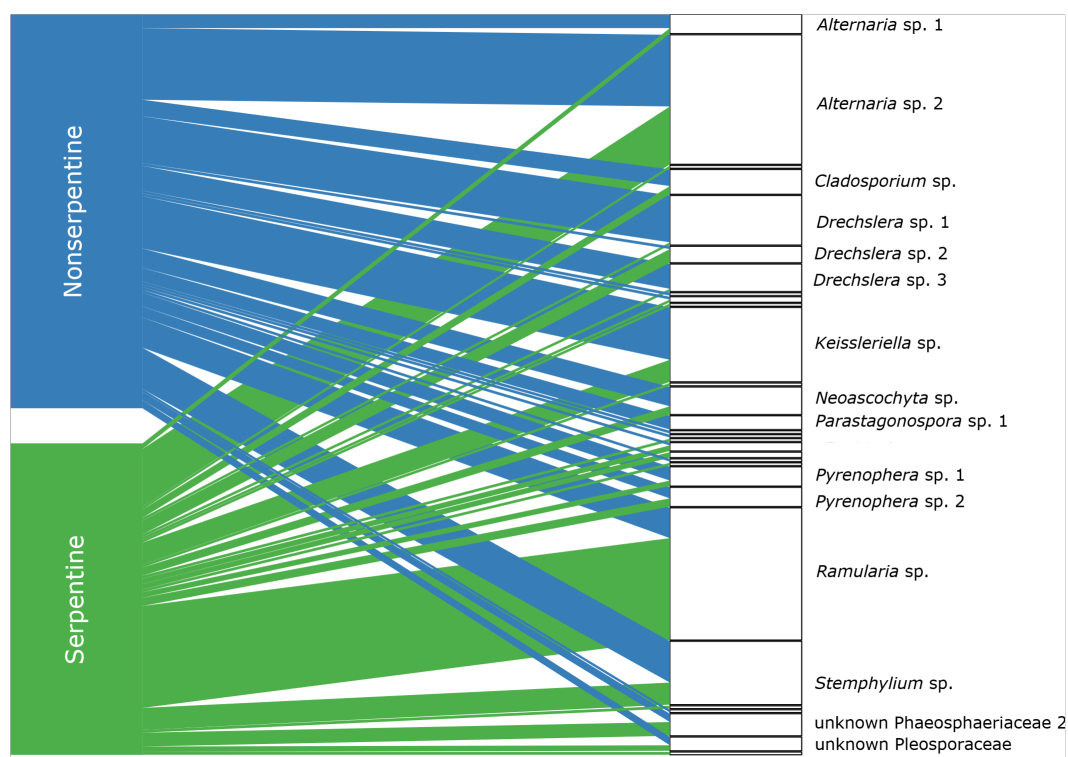 Nonserpentine
Serpentine
Alternaria sp. 1
Alternaria sp. 2
Cladosporium sp.
Drechslera sp. 1
Drechslera sp. 2
Drechslera sp. 3
Keissleriella sp.
Neoascochyta sp.
Parastagonospora sp. 1
Pyrenophera sp. 1
Pyrenophera sp. 2
Ramularia sp.
Stemphylium sp.
unknown Phaeosphaeriaceae 2
unknown Pleosporaceae